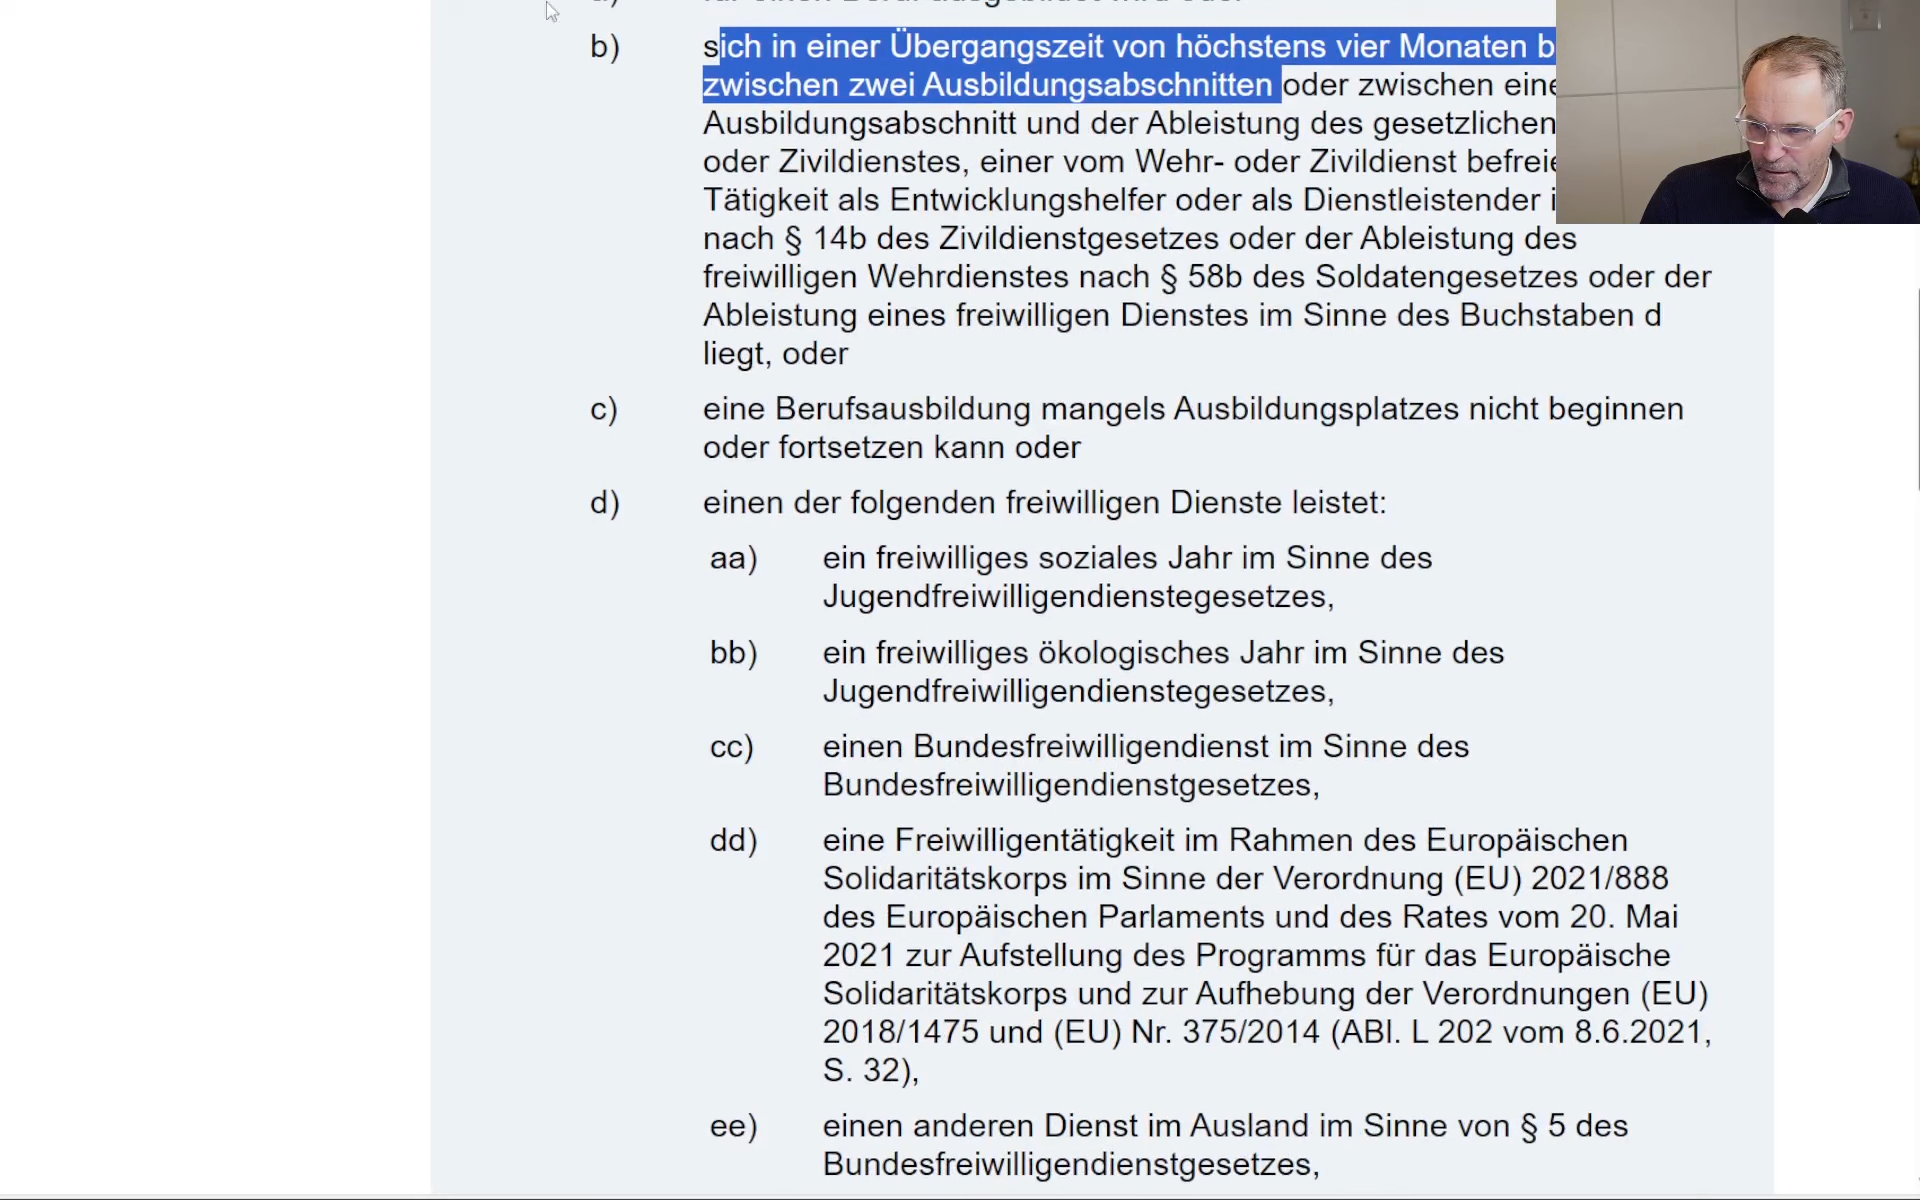 b) sich in einer Übergangszeit von höchstens vier Monaten
zwischen zwei Ausbildungsabschnitten oder zwischen
Ausbildungsabschnitt und der Ableistung des gesetzlichen
oder Zivildienstes, einer vom Wehr- oder Zivildienst
Tätigkeit als Entwicklungshelfer oder als Dienstleistender
nach § 14b des Zivildienstgesetzes oder der Ableistung des
freiwilligen Wehrdienstes nach § 58b des Soldatengesetzes oder der
Ableistung eines freiwilligen Dienstes im Sinne des Buchstaben d
liegt, oder
c) eine Berufsausbildung mangels Ausbildungsplatzes nicht beginnen
oder fortsetzen kann oder
d) einen der folgenden freiwilligen Dienste leistet:
aa) ein freiwilliges soziales Jahr im Sinne des
Jugendfreiwilligendienstegesetzes,
bb) ein freiwilliges ökologisches Jahr im Sinne des
Jugendfreiwilligendienstegesetzes,
cc) einen Bundesfreiwilligendienst im Sinne des
Bundesfreiwilligendienstgesetzes,
dd) eine Freiwilligentätigkeit im Rahmen des Europäischen
Solidaritätskorps im Sinne der Verordnung (EU) 2021/888
des Europäischen Parlaments und des Rates vom 20. Mai
2021 zur Aufstellung des Programms für das Europäische
Solidaritätskorps und zur Aufhebung der Verordnungen (EU)
2018/1475 und (EU) Nr. 375/2014 (ABl. L 202 vom 8.6.2021,
S. 32),
ee) einen anderen Dienst im Ausland im Sinne von § 5 des
Bundesfreiwilligendienstgesetzes,